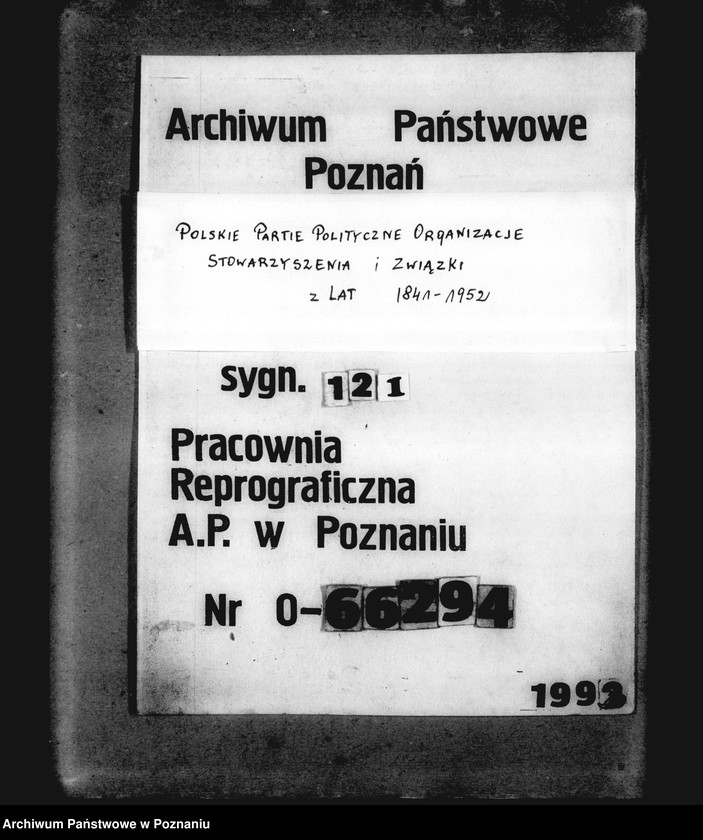 Archiwum Państwowe
Poznań
POLSKIE PARTIE POLITYCZNE ORGANIZACJE
STOWARZYSZENIA i ZWIĄZKI
z LAT 1841-1952
sygn. 121
Pracownia
Reprograficzna
A.P. w Poznaniu
Nr 0-66294
1993
Archiwum Państwowe w Poznaniu